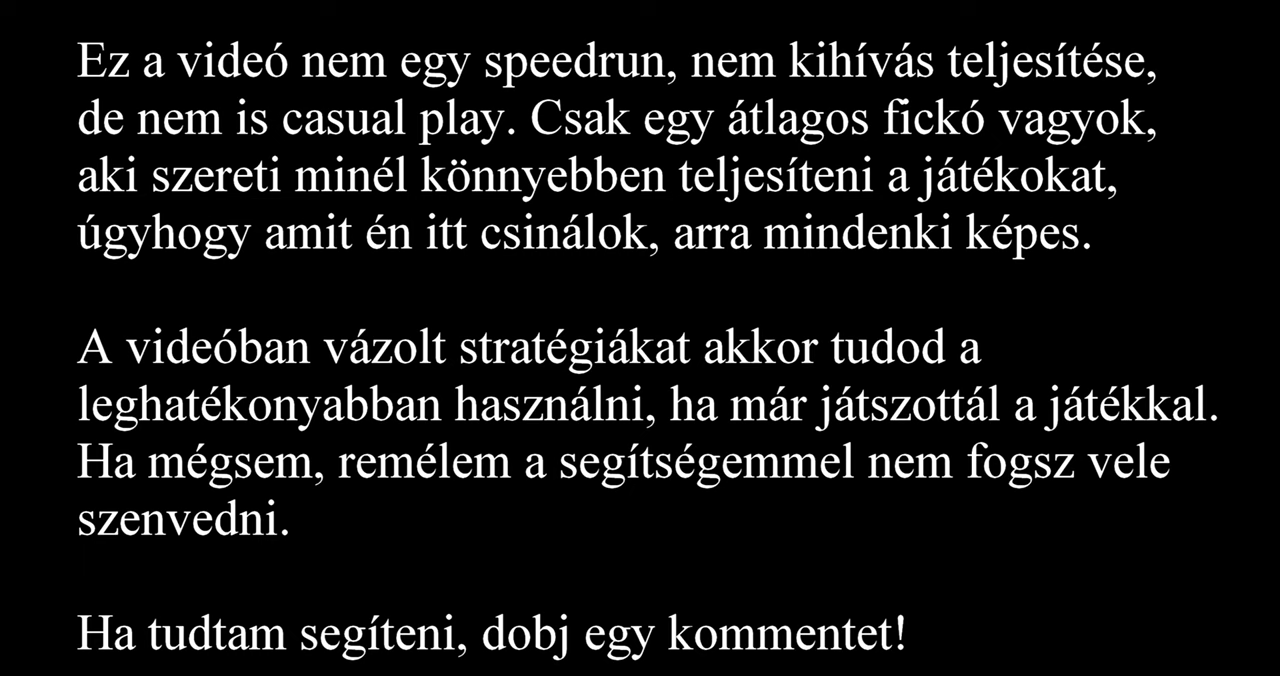 Ez a videó nem egy speedrun, nem kihívás teljesítése,
de nem is casual play. Csak egy átlagos fickó vagyok,
aki szereti minél könnyebben teljesíteni a játékokat,
úgyhogy amit én itt csinálok, arra mindenki képes.
A videóban vázolt stratégiákat akkor tudod a
leghatékonyabban használni, ha már játszottál a játékkal.
Ha mégsem, remélem a segítségemmel nem fogsz vele
szenvedni.
Ha tudtam segíteni, dobj egy kommentet!